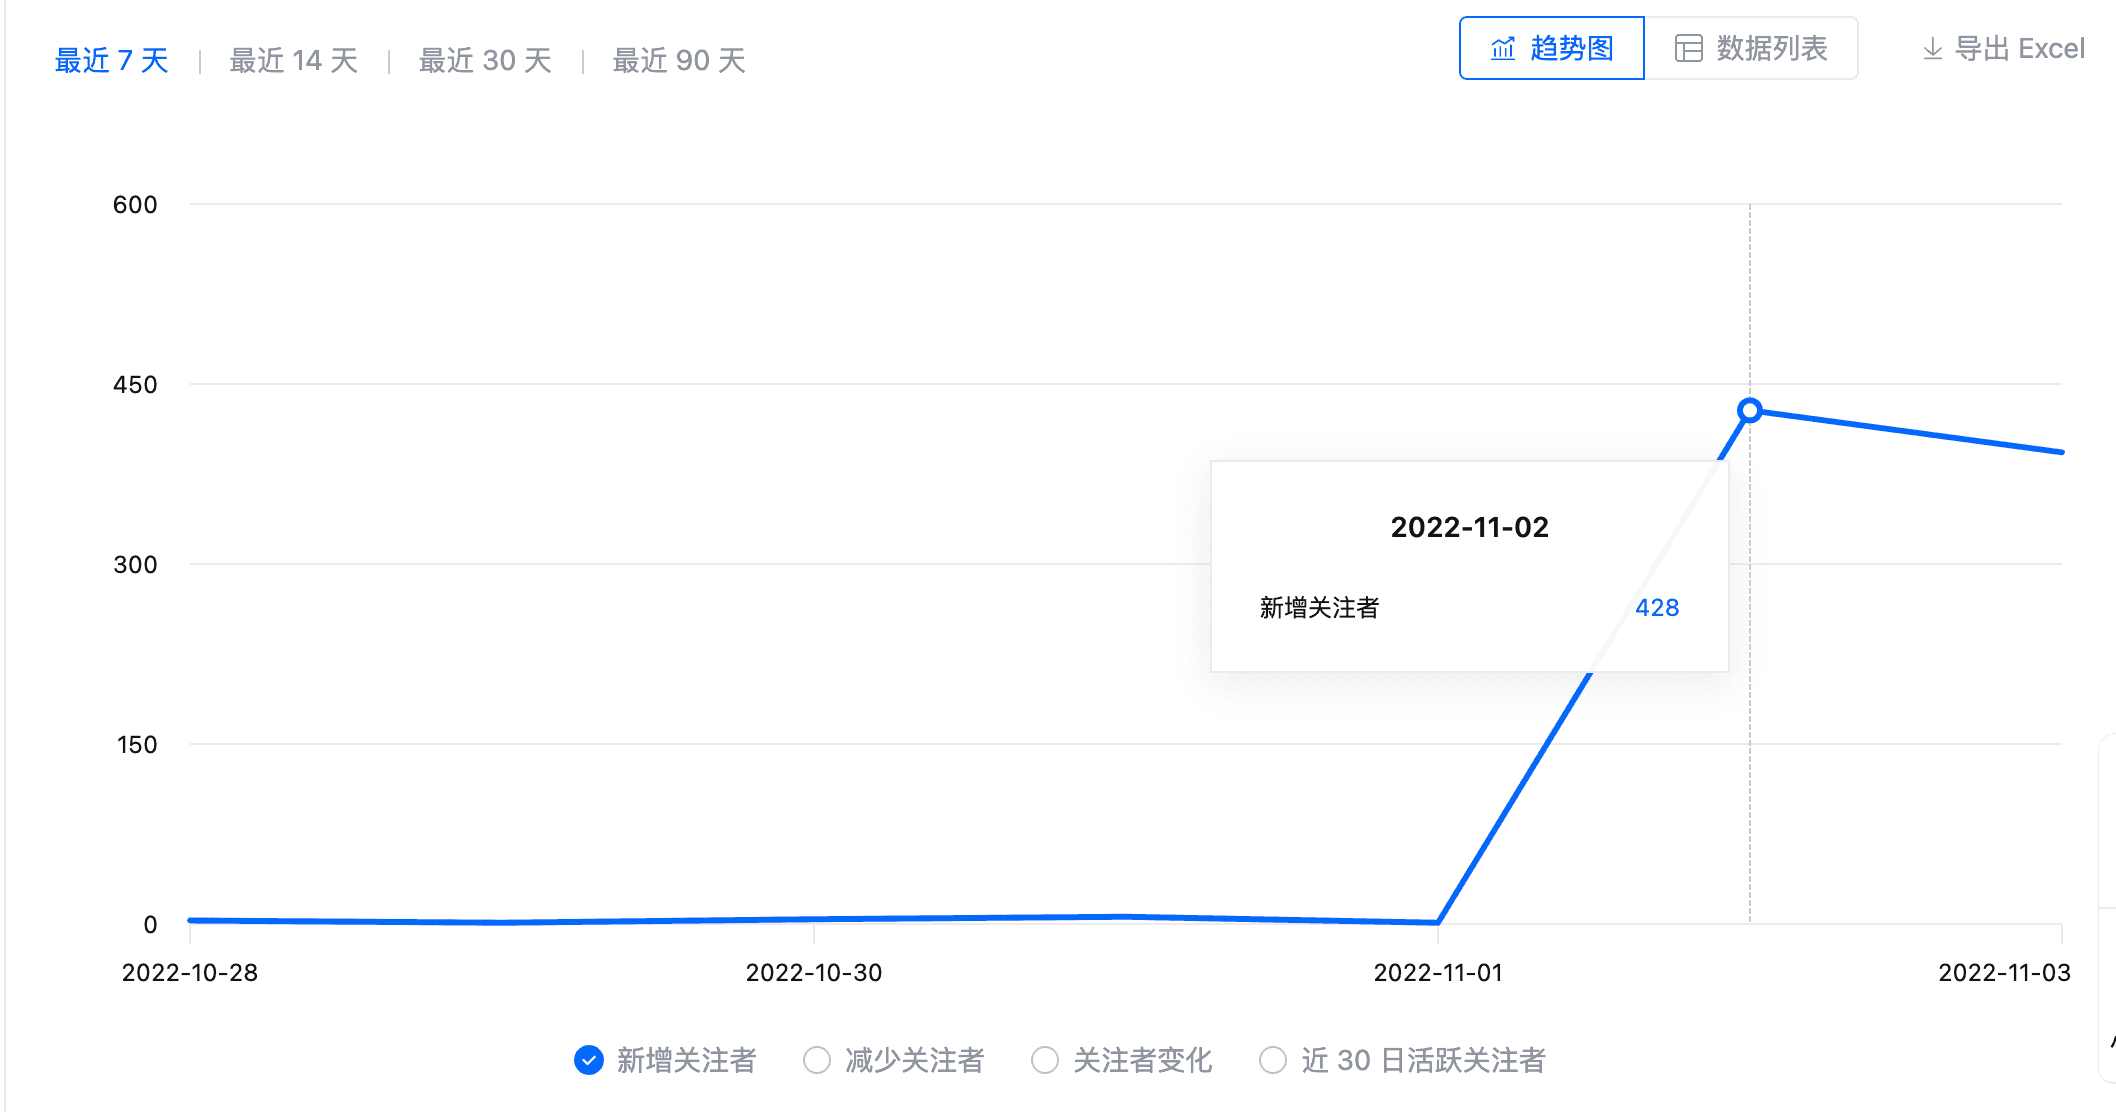 最近 7 天 | 最近 14 天 | 最近 30 天 | 最近 90 天
趋势图 数据列表 导出 Excel
600
450
300
150
0
2022-11-02
新增关注者 428
2022-10-28 2022-10-30 2022-11-01 2022-11-03
新增关注者 减少关注者 关注者变化 近 30 日活跃关注者